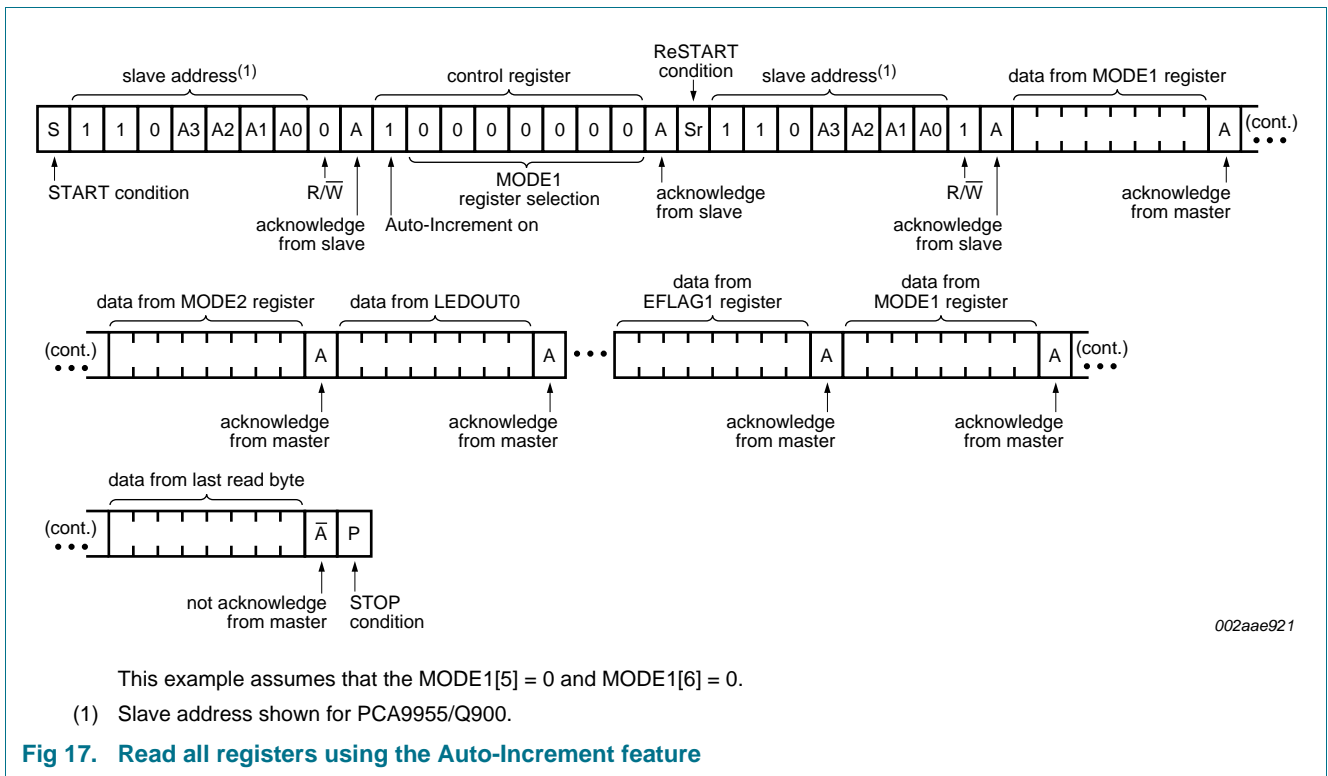 ReSTART
condition
slave address(1)
control register
slave address(1)
data from MODE1 register
S 1 1 0 A3 A2 A1 A0 0 A 1 0 0 0 0 0 0 0 A Sr 1 1 0 A3 A2 A1 A0 1 A A (cont.)
START condition
R/W̅
acknowledge
from slave
Auto-Increment on
MODE1
register selection
acknowledge
from slave
R/W̅
acknowledge
from slave
acknowledge
from master
data from MODE2 register
data from LEDOUT0
data from
EFLAG1 register
data from
MODE1 register
(cont.) A A A A (cont.)
acknowledge
from master
acknowledge
from master
acknowledge
from master
acknowledge
from master
data from last read byte
(cont.) A̅ P
not acknowledge
from master
STOP
condition
002aae921
This example assumes that the MODE1[5] = 0 and MODE1[6] = 0.
(1) Slave address shown for PCA9955/Q900.
Fig 17. Read all registers using the Auto-Increment feature